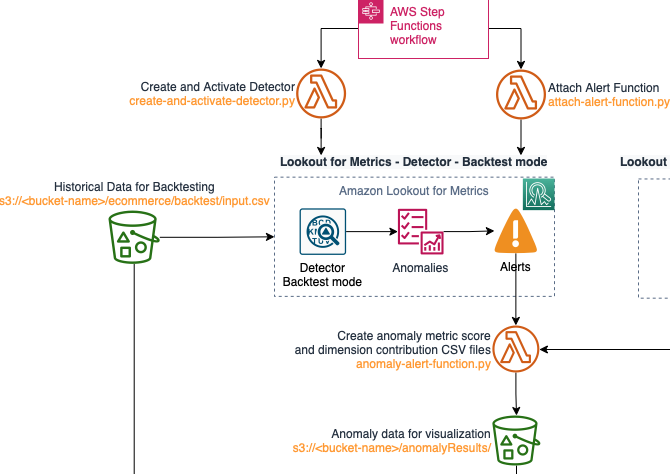 AWS Step
Functions
workflow
Create and Activate Detector
create-and-activate-detector.py
Attach Alert Function
attach-alert-function.py
Lookout for Metrics - Detector - Backtest mode
Lookout
Historical Data for Backtesting
s3://<bucket-name>/ecommerce/backtest/input.csv
Amazon Lookout for Metrics
Detector
Backtest mode
Anomalies
Alerts
Create anomaly metric score
and dimension contribution CSV files
anomaly-alert-function.py
Anomaly data for visualization
s3://<bucket-name>/anomalyResults/